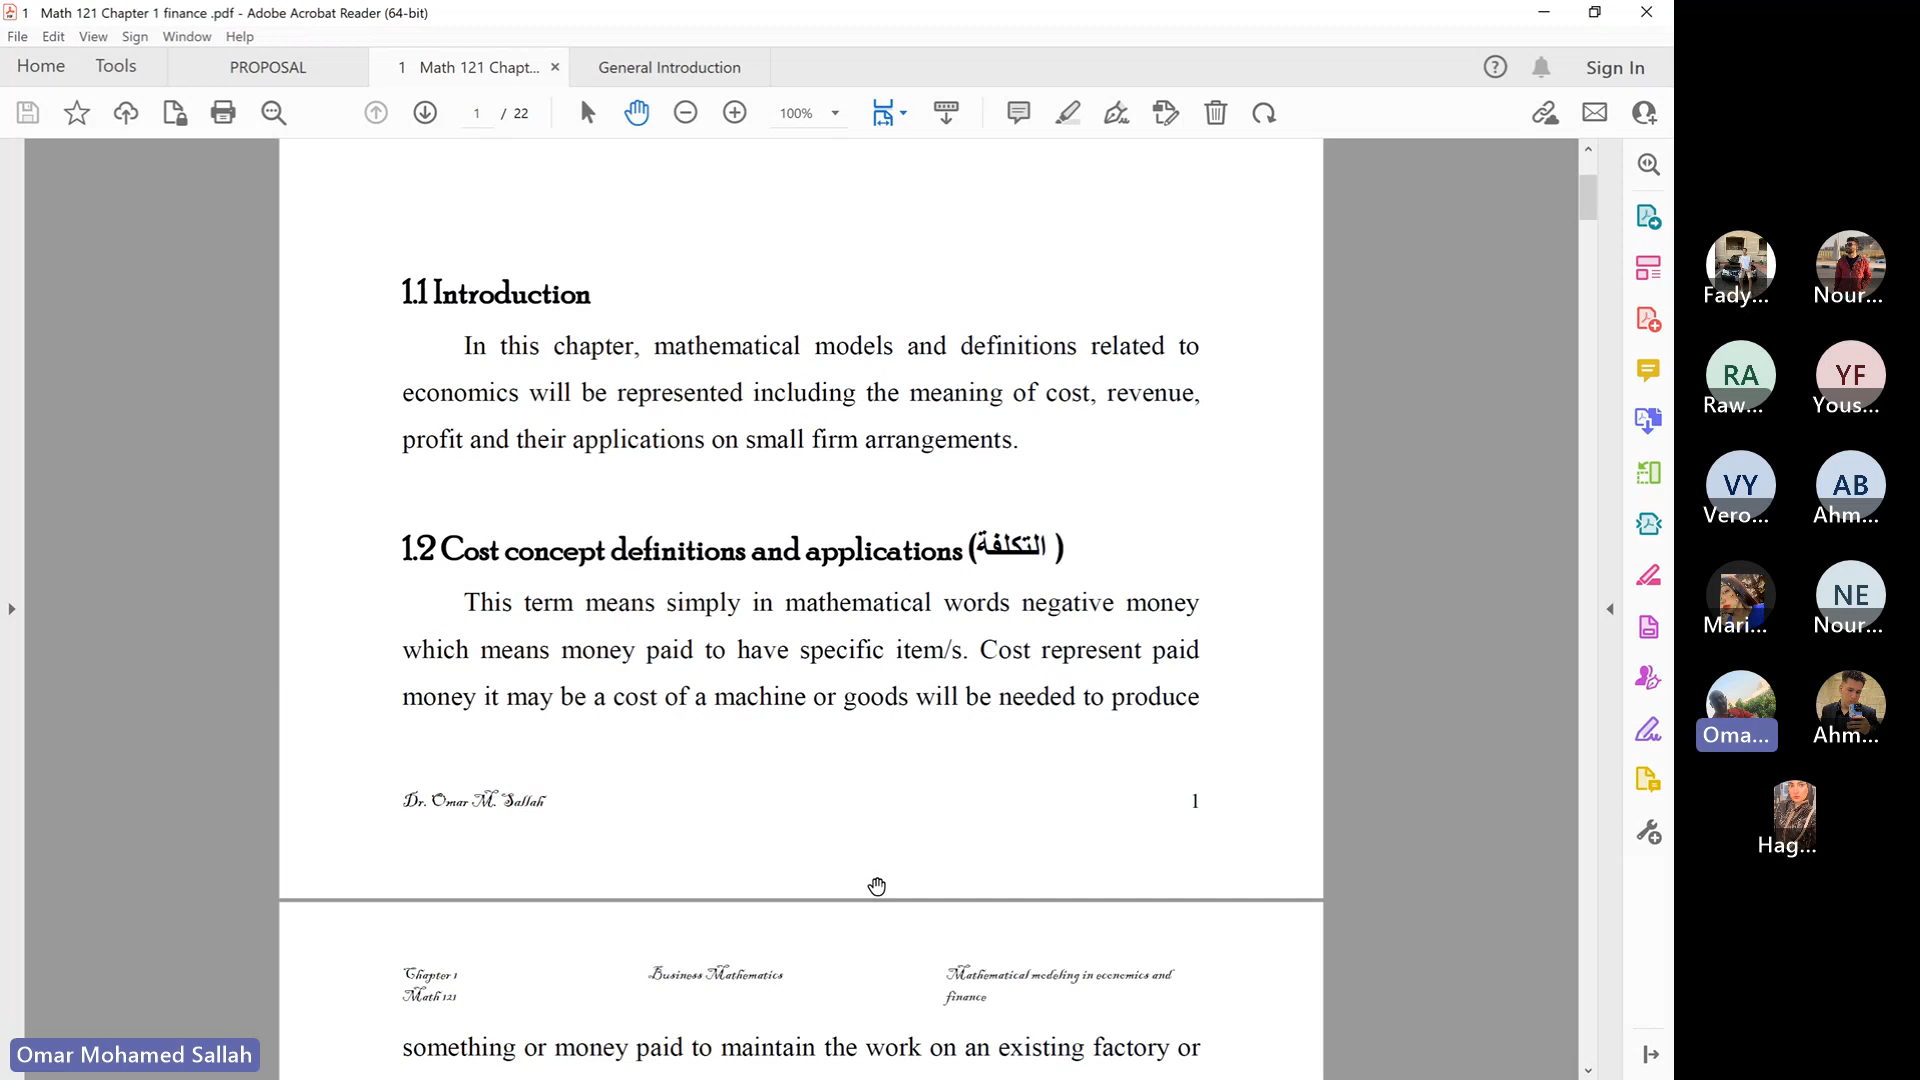 1 Math 121 Chapter 1 finance .pdf - Adobe Acrobat Reader (64-bit)
File Edit View Sign Window Help
Home Tools PROPOSAL 1 Math 121 Chapt... × General Introduction Sign In
1 / 22 100%
1.1 Introduction
In this chapter, mathematical models and definitions related to
economics will be represented including the meaning of cost, revenue,
profit and their applications on small firm arrangements.
1.2 Cost concept definitions and applications (التكلفة )
This term means simply in mathematical words negative money
which means money paid to have specific item/s. Cost represent paid
money it may be a cost of a machine or goods will be needed to produce
Dr. Omar M. Sallah 1
Chapter 1 Business Mathematics Mathematical modeling in economics and
Math 121 finance
something or money paid to maintain the work on an existing factory or
Omar Mohamed Sallah
Fady... Nour...
RA YF
Raw... Yous...
VY AB
Vero... Ahm...
NE
Mari... Nour...
Oma... Ahm...
Hag...